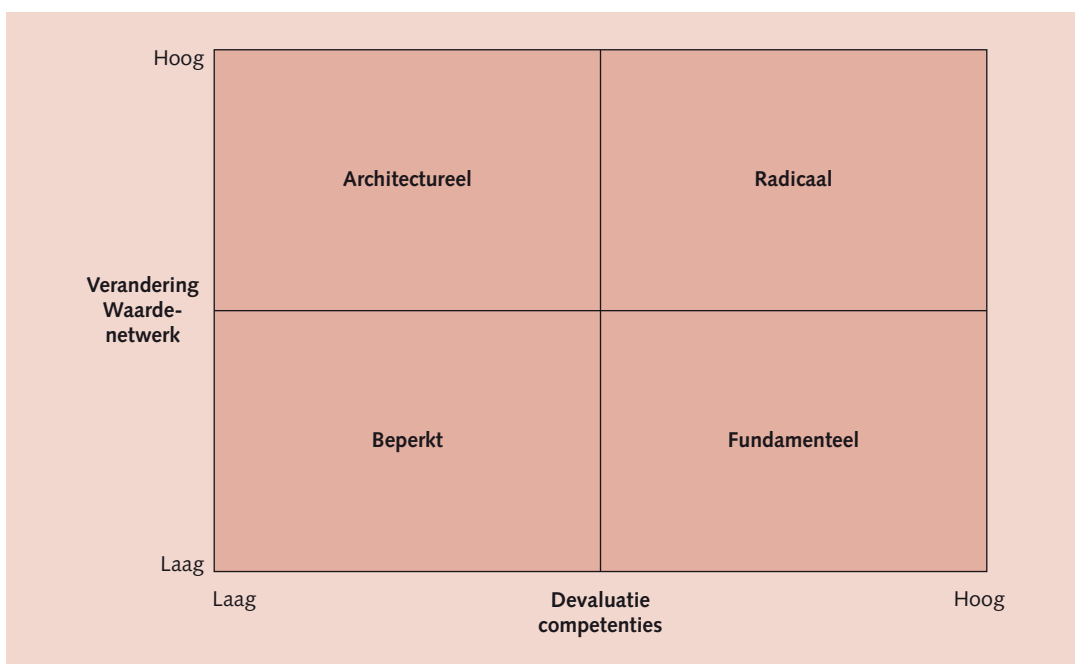 Hoog
Architectureel
Radicaal
Verandering
Waarde-
netwerk
Beperkt
Fundamenteel
Laag
Laag
Devaluatie
competenties
Hoog